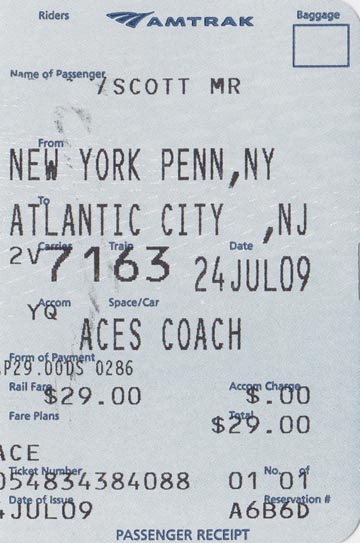 Riders AMTRAK Baggage
Name of Passenger
/SCOTT MR
From
NEW YORK PENN,NY
To
ATLANTIC CITY ,NJ
Carrier Train Date
2V 7163 24JUL09
Accom Space/Car
YQ ACES COACH
Form of Payment
P29.00DS 0286
Rail Fare Accom Charge
$29.00 $.00
Fare Plans Total
$29.00
ACE
Ticket Number No. of
054834384088 01 01
Date of Issue Reservation #
4JUL09 A6B6D
PASSENGER RECEIPT